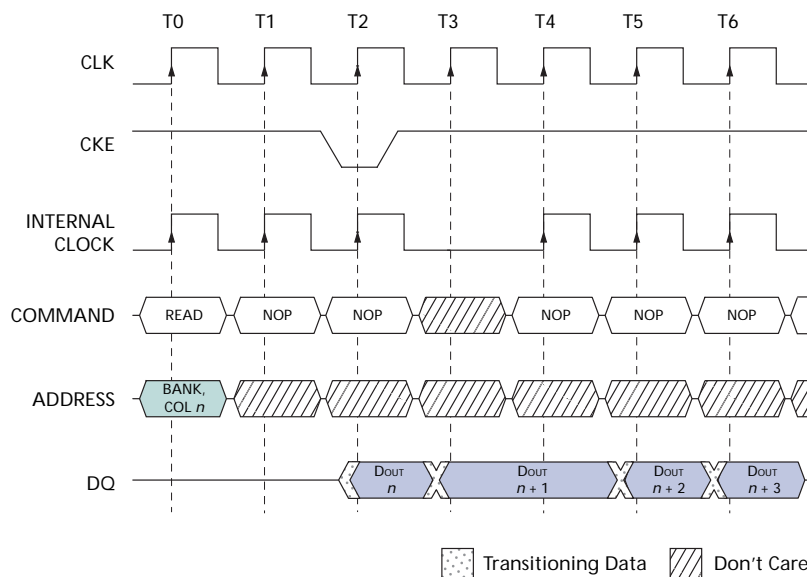 T0 T1 T2 T3 T4 T5 T6
CLK
CKE
INTERNAL
CLOCK
COMMAND READ NOP NOP NOP NOP NOP
ADDRESS BANK,
COL n
DQ DOUT n DOUT n + 1 DOUT n + 2 DOUT n + 3
Transitioning Data Don't Care